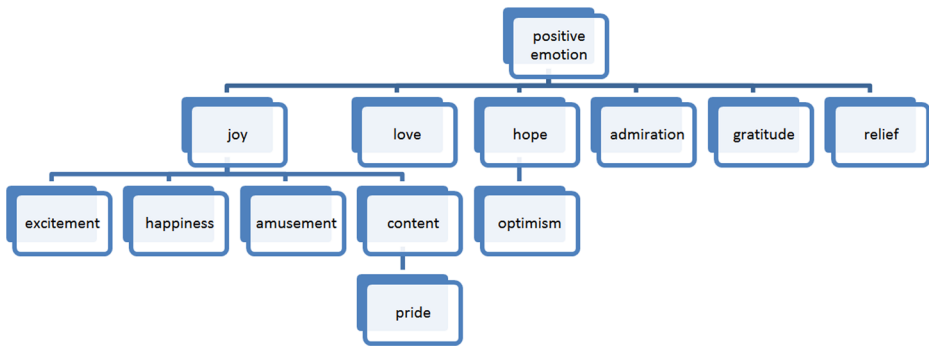 positive
emotion
joy
love
hope
admiration
gratitude
relief
excitement
happiness
amusement
content
optimism
pride